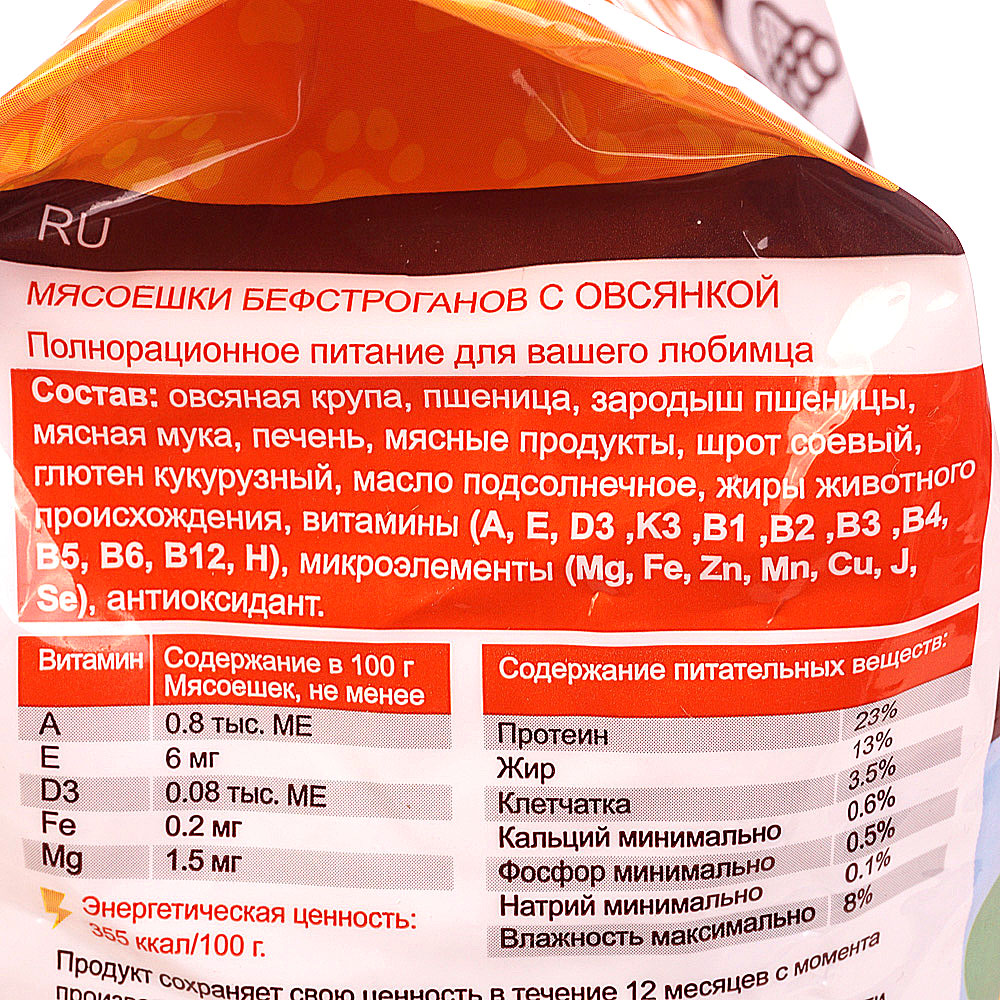 RU
МЯСОЕШКИ БЕФСТРОГАНОВ С ОВСЯНКОЙ
Полнорационное питание для вашего любимца
Состав: овсяная крупа, пшеница, зародыш пшеницы,
мясная мука, печень, мясные продукты, шрот соевый,
глютен кукурузный, масло подсолнечное, жиры животного
происхождения, витамины (А, Е, D3 ,K3 ,B1 ,B2 ,B3 ,B4,
B5, B6, B12, H), микроэлементы (Mg, Fe, Zn, Mn, Cu, J,
Se), антиоксидант.
Витамин Содержание в 100 г
Мясоешек, не менее
A 0.8 тыс. МЕ
E 6 мг
D3 0.08 тыс. МЕ
Fe 0.2 мг
Mg 1.5 мг
Содержание питательных веществ:
Протеин 23%
Жир 13%
Клетчатка 3.5%
Кальций минимально 0.6%
Фосфор минимально 0.5%
Натрий минимально 0.1%
Влажность максимально 8%
Энергетическая ценность:
355 ккал/100 г.
Продукт сохраняет свою ценность в течение 12 месяцев с момента